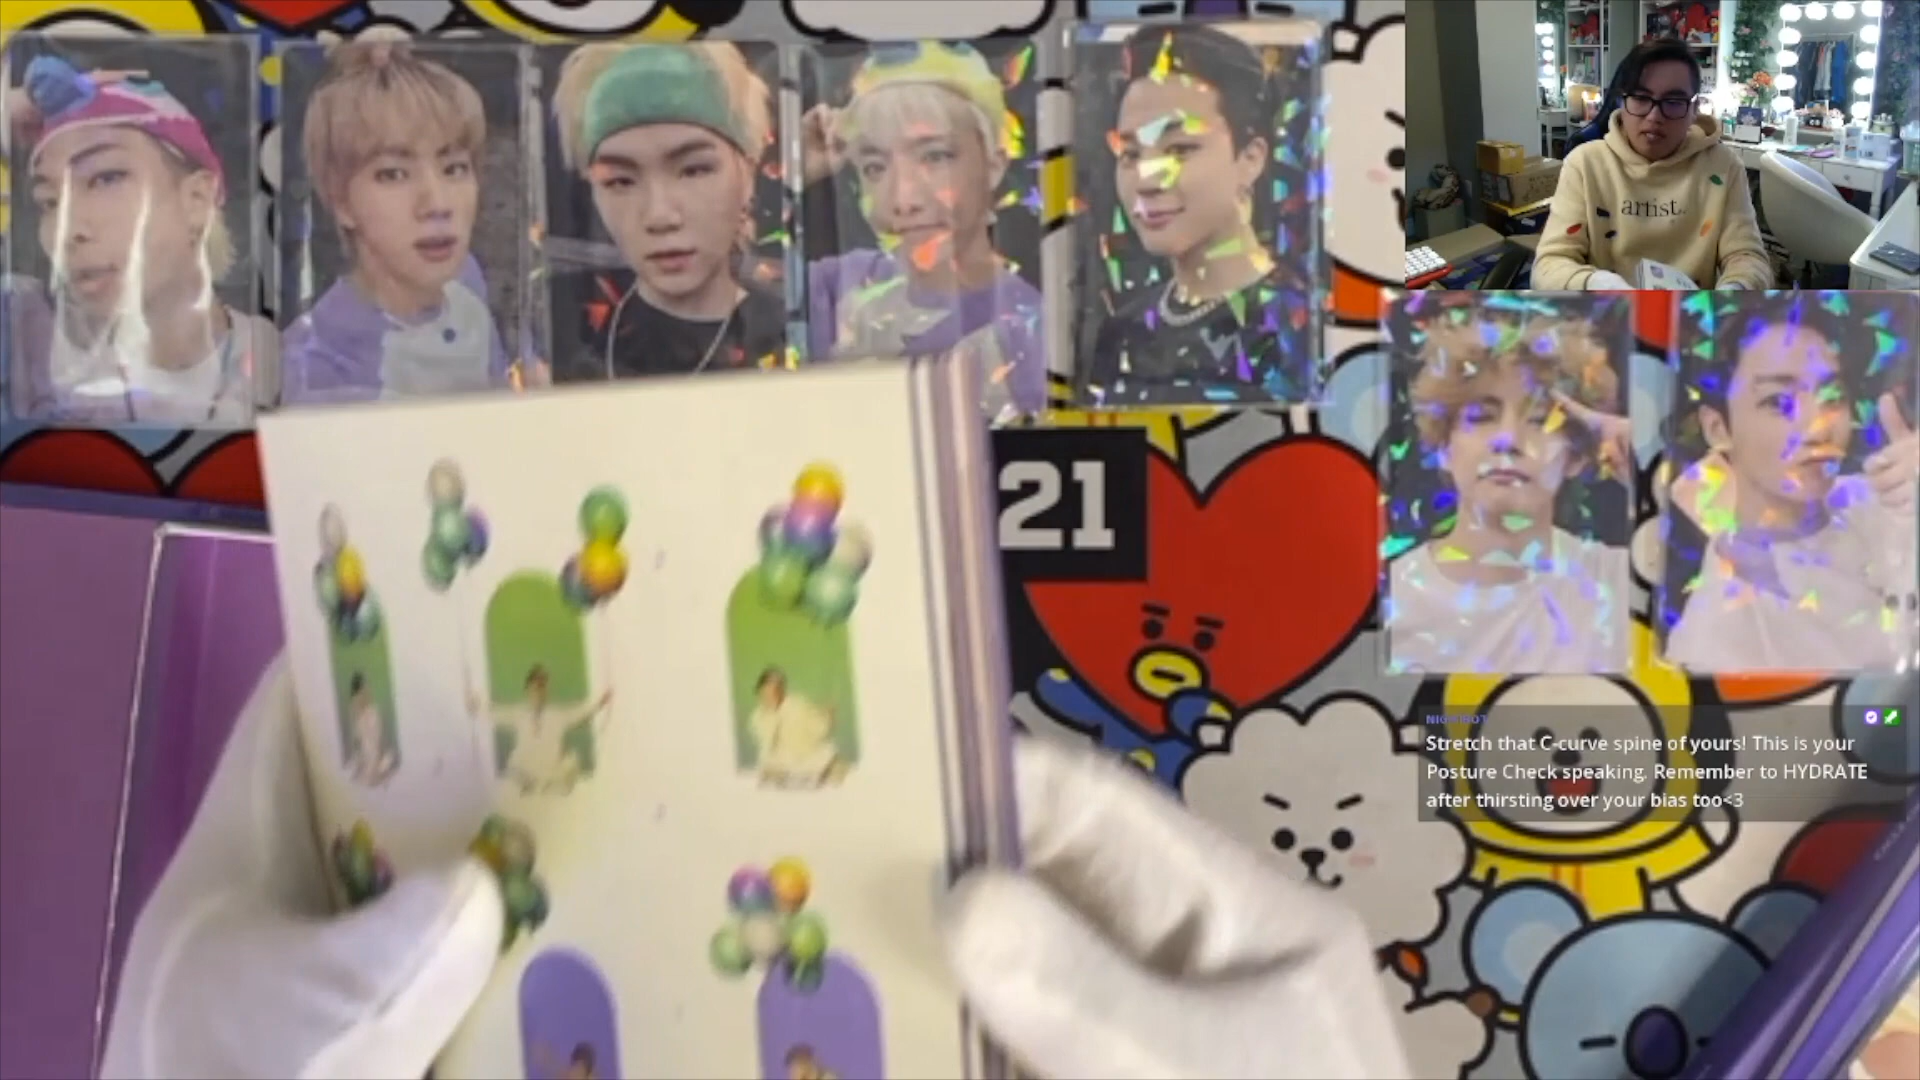 artist.
21
NIGHTBOT
Stretch that C-curve spine of yours! This is your
Posture Check speaking. Remember to HYDRATE
after thirsting over your bias too<3